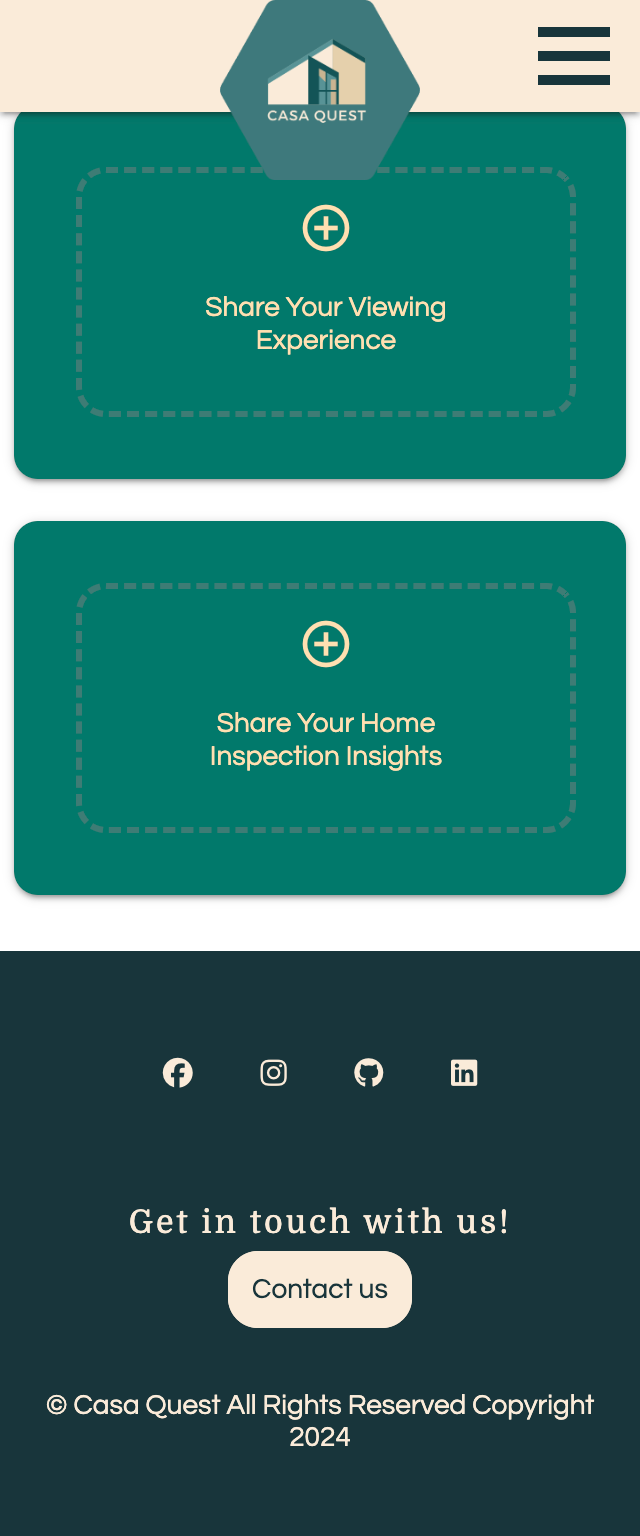 CASA QUEST
Share Your Viewing
Experience
Share Your Home
Inspection Insights
Get in touch with us!
Contact us
© Casa Quest All Rights Reserved Copyright
2024